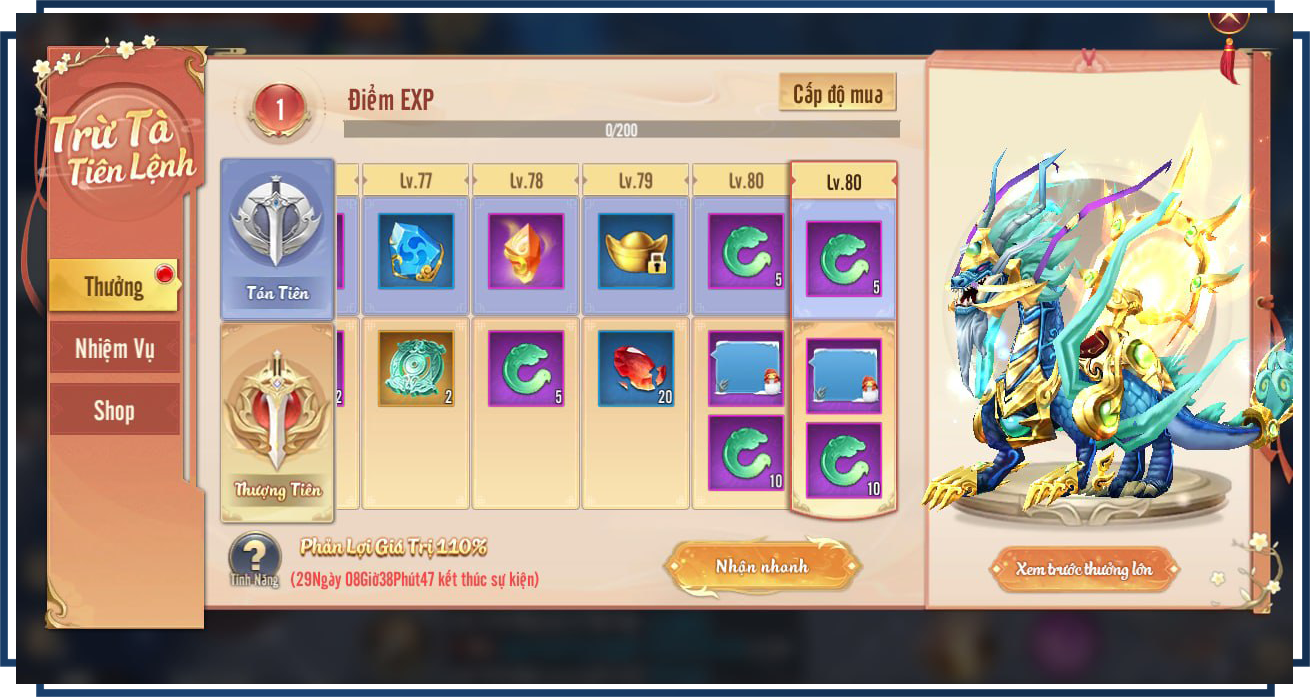 Trừ Tà
Tiên Lệnh
Thưởng
Nhiệm Vụ
Shop
1
Điểm EXP
Cấp độ mua
0/200
Lv.77
Lv.78
Lv.79
Lv.80
Lv.80
Tán Tiên
5
5
Thượng Tiên
2
2
5
20
10
10
Tính Năng
Phản Lợi Giá Trị 110%
(29Ngày 08Giờ38Phút47 kết thúc sự kiện)
Nhận nhanh
Xem trước thưởng lớn